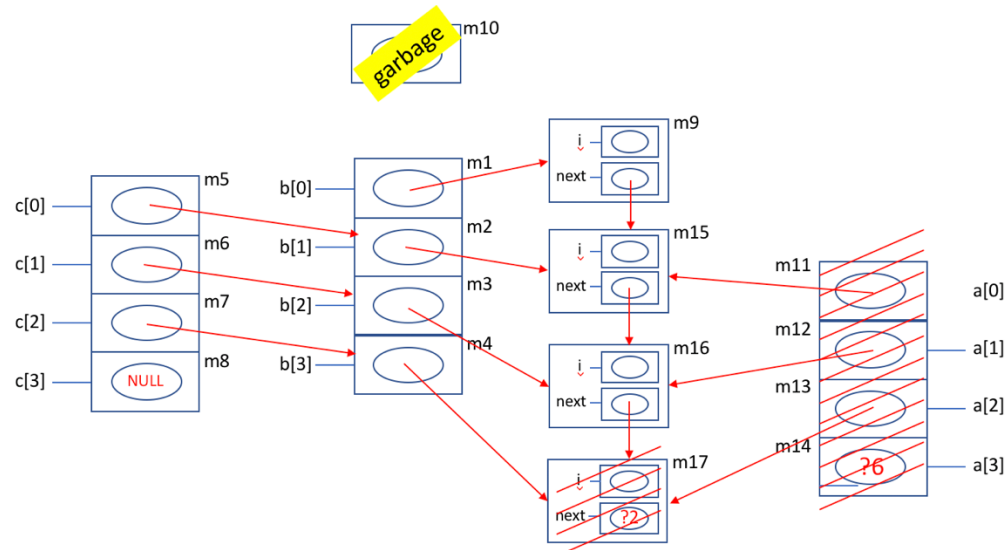 garbage
m10
m9
i
next
m5
c[0]
m6
c[1]
m7
c[2]
m8
c[3]
NULL
m1
b[0]
m2
b[1]
m3
b[2]
m4
b[3]
m15
i
next
m16
i
next
m17
i
next
?2
m11
a[0]
m12
a[1]
m13
a[2]
m14
?6
a[3]